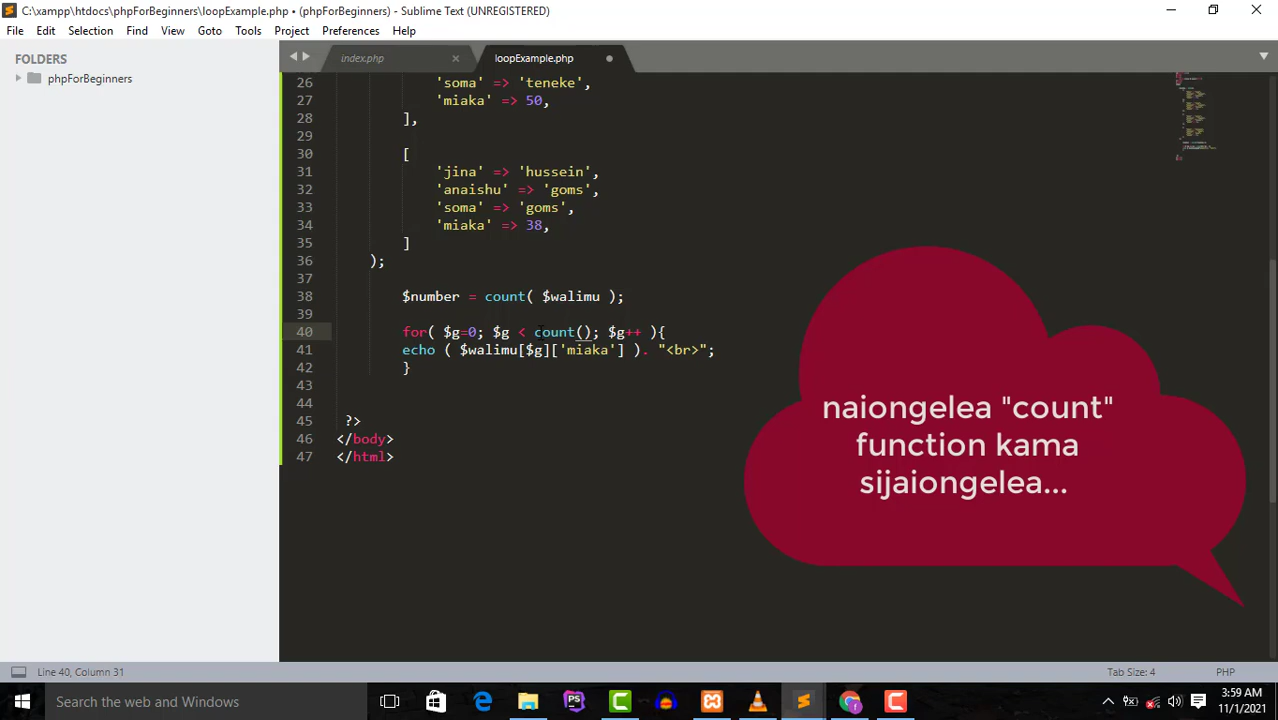 C:\xampp\htdocs\phpForBeginners\loopExample.php • (phpForBeginners) - Sublime Text (UNREGISTERED)
File Edit Selection Find View Goto Tools Project Preferences Help
FOLDERS
phpForBeginners
index.php
loopExample.php
26 'soma' => 'teneke',
27 'miaka' => 50,
28 ],
29
30 [
31 'jina' => 'hussein',
32 'anaishu' => 'goms',
33 'soma' => 'goms',
34 'miaka' => 38,
35 ]
36 );
37
38 $number = count( $walimu );
39
40 for( $g=0; $g < count(); $g++ ){
41 echo ( $walimu[$g]['miaka'] ). "<br>";
42 }
43
44
45 ?>
46 </body>
47 </html>
naiongelea "count"
function kama
sijaiongelea...
Line 40, Column 31
Tab Size: 4
PHP
Search the web and Windows
3:59 AM
11/1/2021